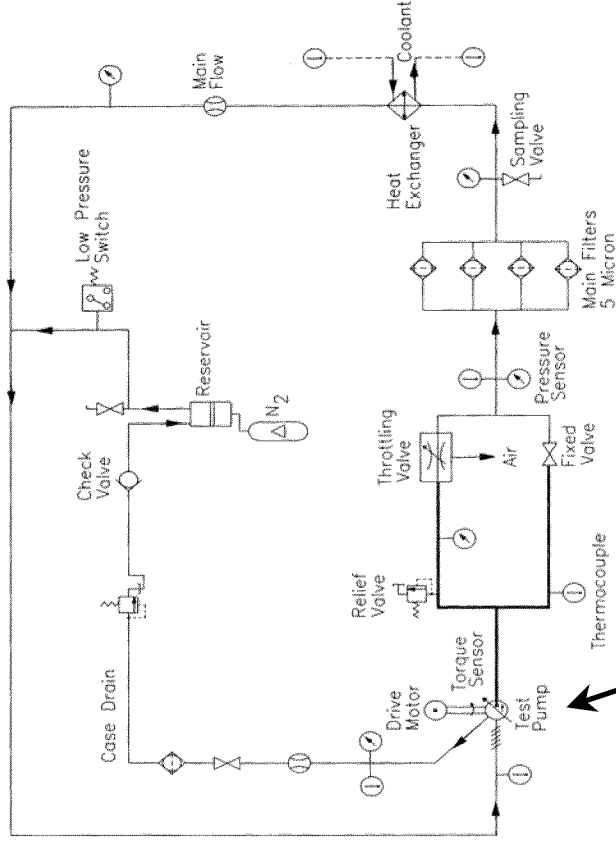 Low Pressure
Switch
Main
Flow
Coolant
Heat
Exchanger
Sampling
Valve
Main Filters
5 Micron
Pressure
Sensor
Throttling
Valve
Air
Fixed
Valve
Thermocouple
Relief
Valve
Torque
Sensor
Drive
Motor
Test
Pump
Case Drain
Check
Valve
Reservoir
N2